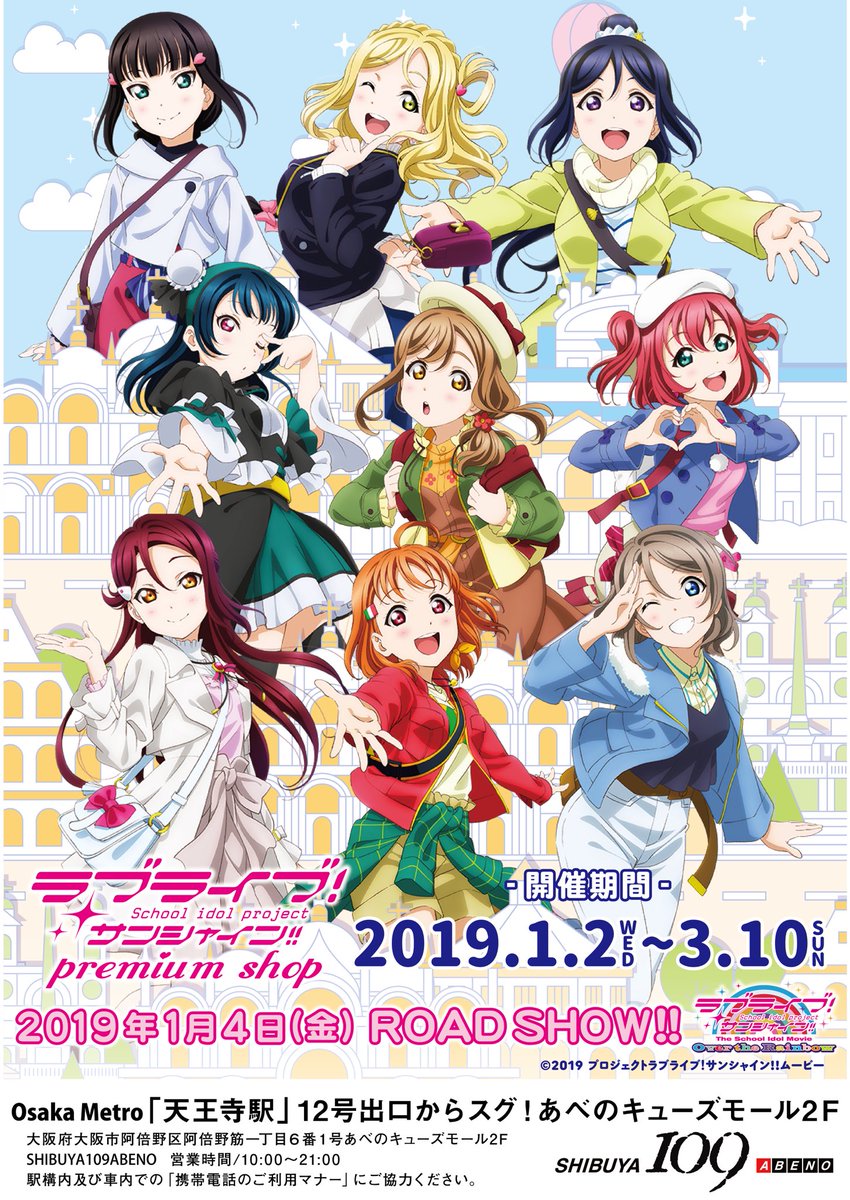 ラブライブ!
School idol project
サンシャイン!!
premium shop
- 開催期間 -
2019.1.2 WED ～3.10 SUN
2019年1月4日(金) ROAD SHOW!!
ラブライブ!
School idol project
サンシャイン!!
The School Idol Movie
Over the Rainbow
©2019 プロジェクトラブライブ!サンシャイン!!ムービー
Osaka Metro「天王寺駅」12号出口からスグ!あべのキューズモール2F
大阪府大阪市阿倍野区阿倍野筋一丁目6番1号あべのキューズモール2F
SHIBUYA109ABENO　営業時間/10:00～21:00
駅構内及び車内での「携帯電話のご利用マナー」にご協力ください。
SHIBUYA 109 ABENO